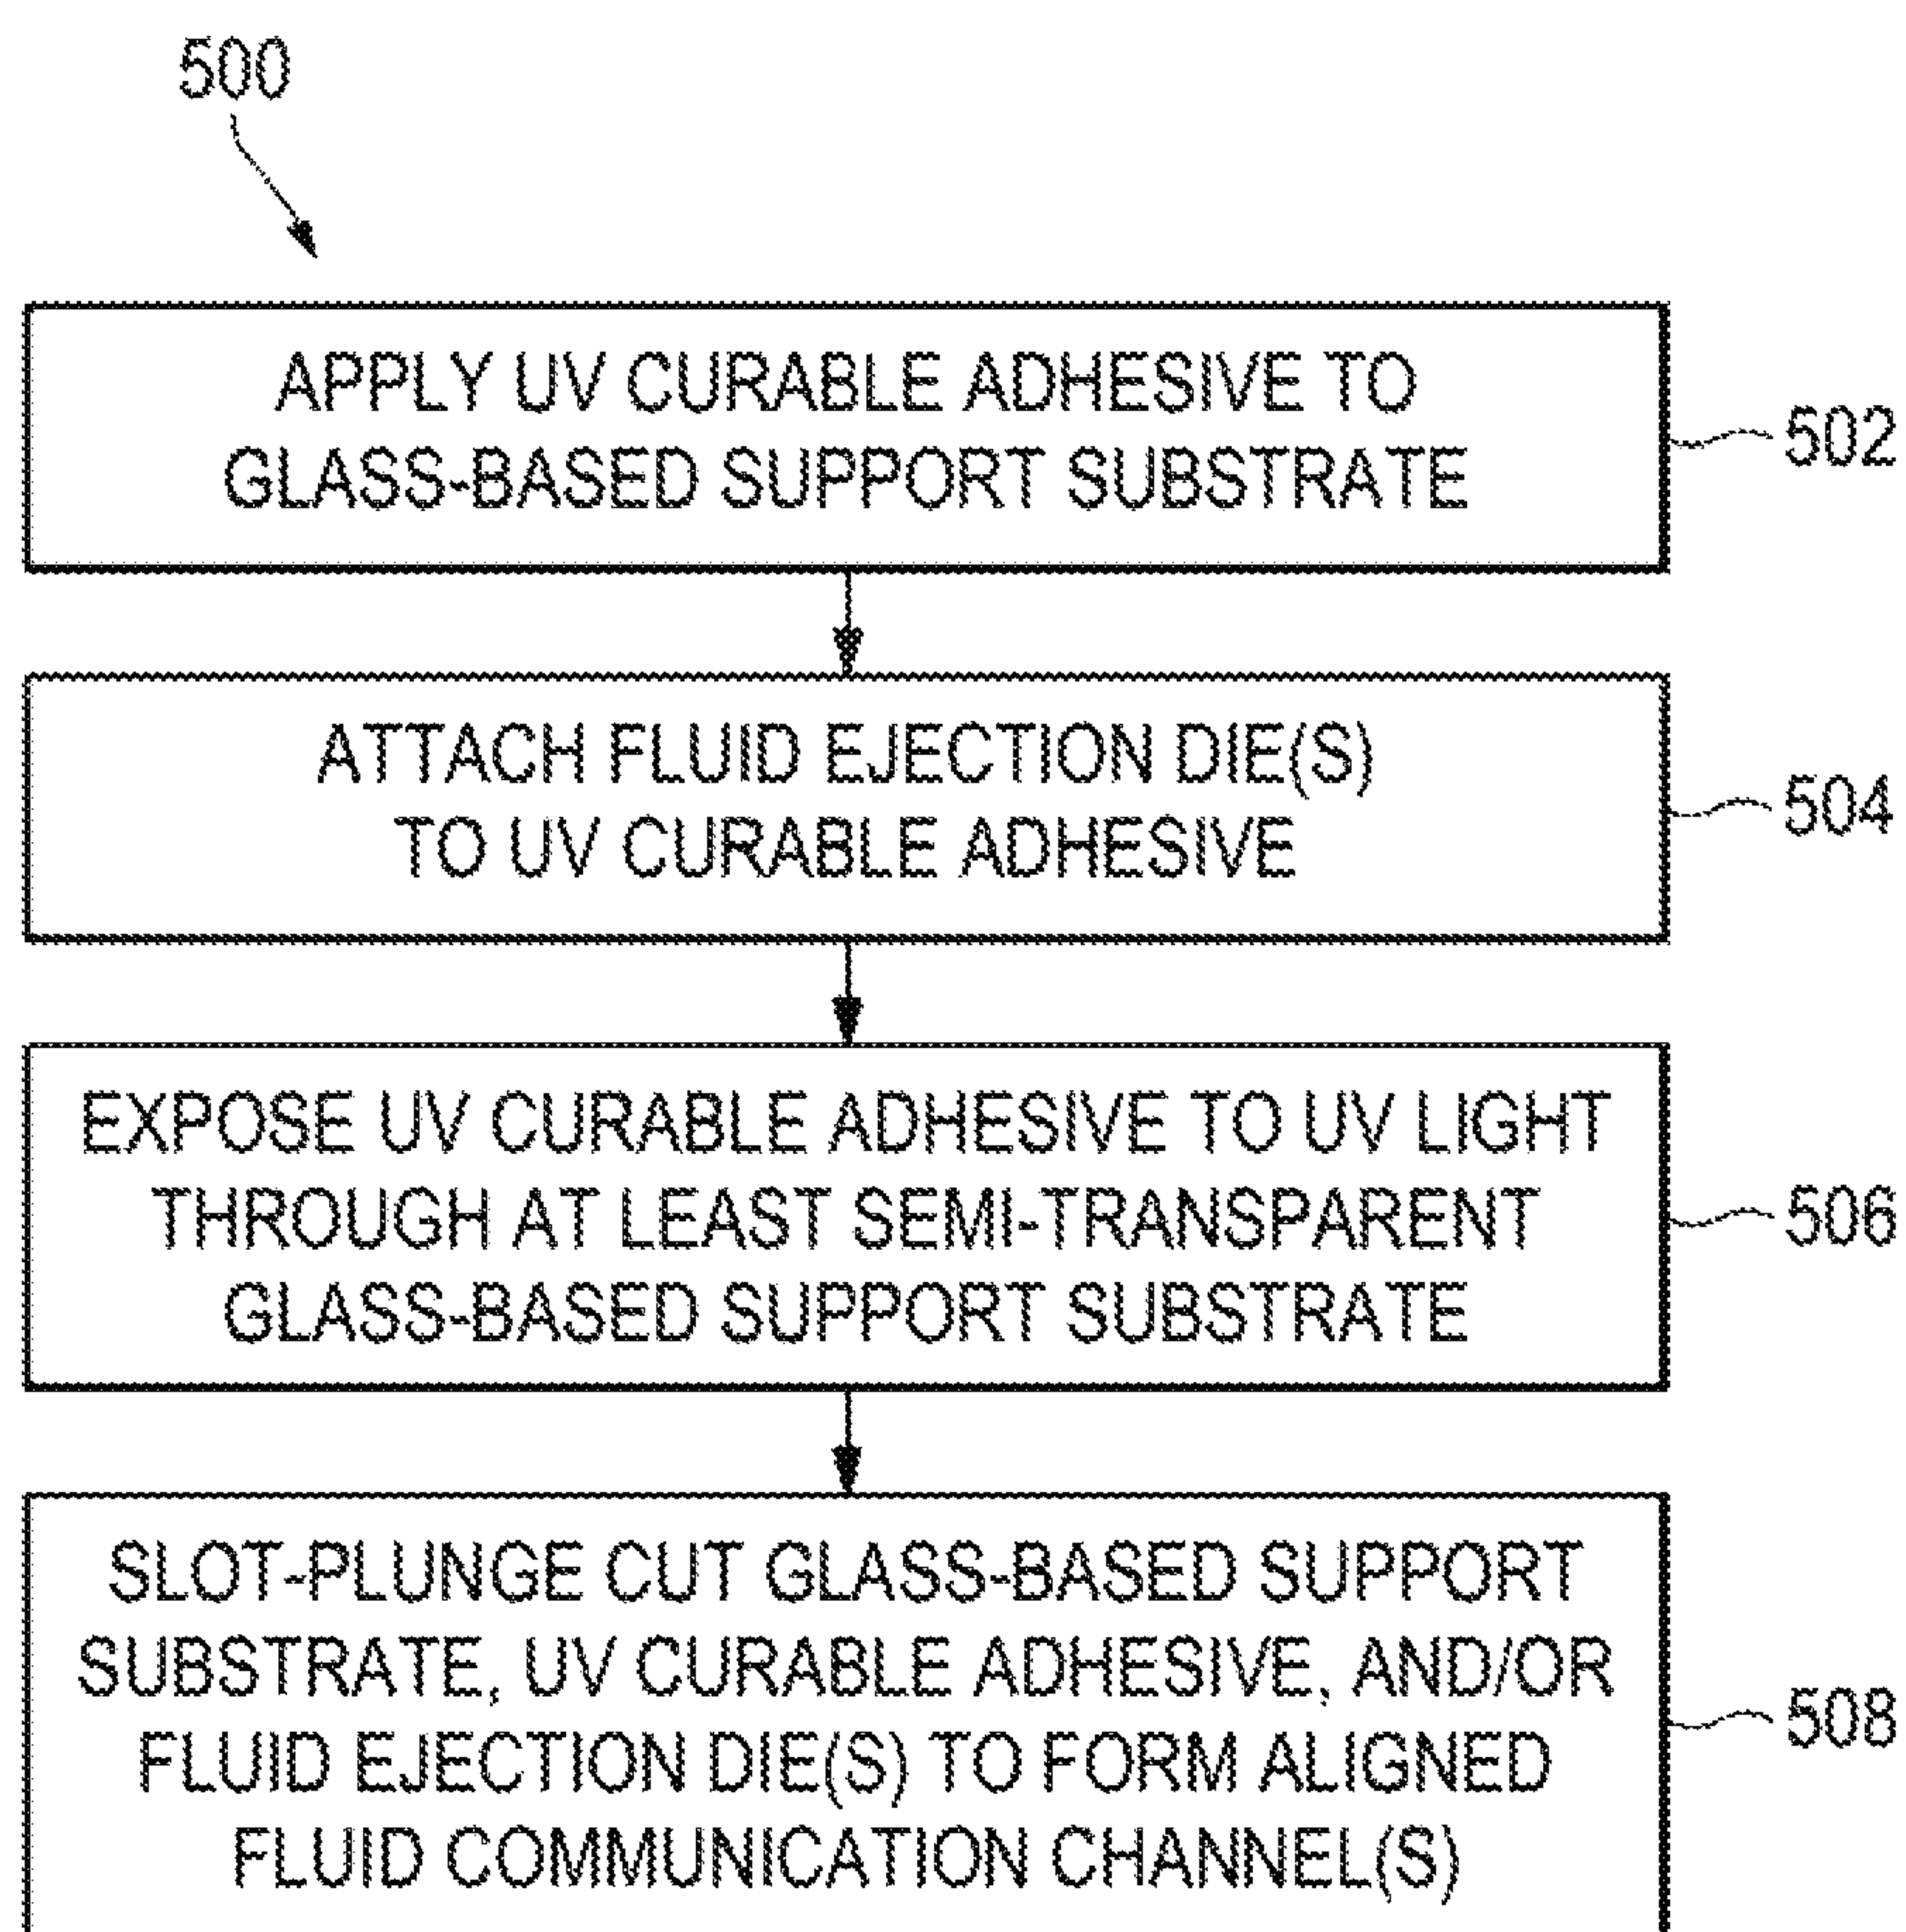 500
APPLY UV CURABLE ADHESIVE TO
GLASS-BASED SUPPORT SUBSTRATE
502
ATTACH FLUID EJECTION DIE(S)
TO UV CURABLE ADHESIVE
504
EXPOSE UV CURABLE ADHESIVE TO UV LIGHT
THROUGH AT LEAST SEMI-TRANSPARENT
GLASS-BASED SUPPORT SUBSTRATE
506
SLOT-PLUNGE CUT GLASS-BASED SUPPORT
SUBSTRATE, UV CURABLE ADHESIVE, AND/OR
FLUID EJECTION DIE(S) TO FORM ALIGNED
FLUID COMMUNICATION CHANNEL(S)
508